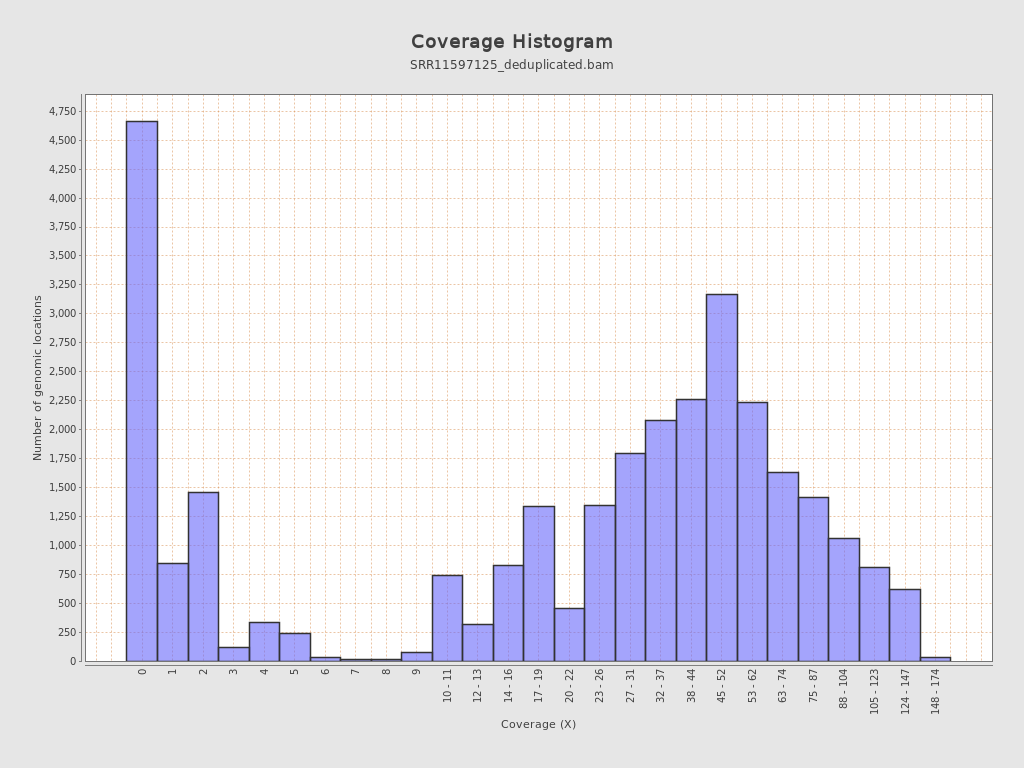 Coverage Histogram
SRR11597125_deduplicated.bam
Number of genomic locations
4,750
4,500
4,250
4,000
3,750
3,500
3,250
3,000
2,750
2,500
2,250
2,000
1,750
1,500
1,250
1,000
750
500
250
0
0
1
2
3
4
5
6
7
8
9
10 - 11
12 - 13
14 - 16
17 - 19
20 - 22
23 - 26
27 - 31
32 - 37
38 - 44
45 - 52
53 - 62
63 - 74
75 - 87
88 - 104
105 - 123
124 - 147
148 - 174
Coverage (X)